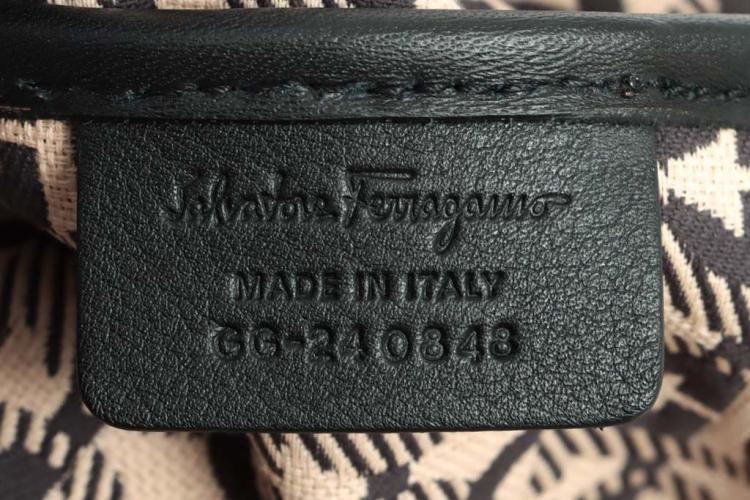 Salvatore Ferragamo
MADE IN ITALY
GG-240848